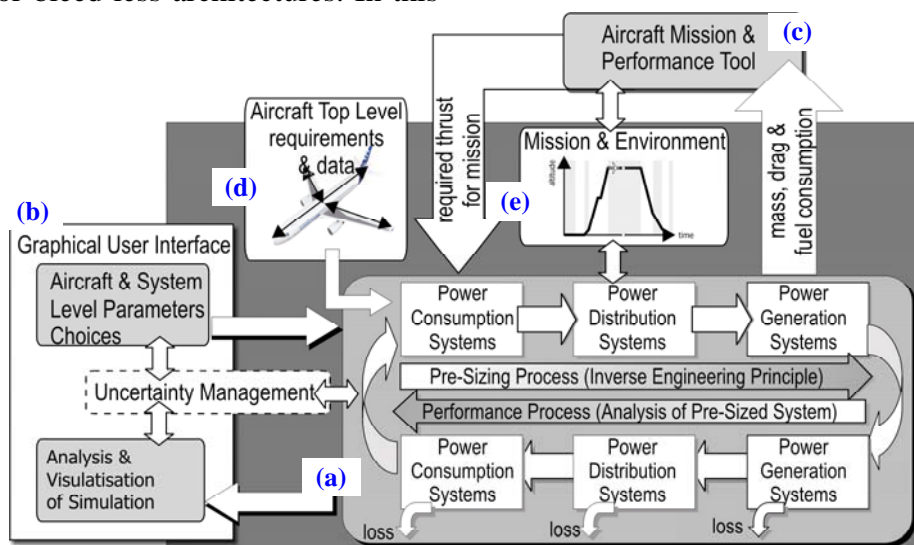 or bleed less architectures. In this
Aircraft Mission &
Performance Tool
(c)
Aircraft Top Level
requirements
& data
(d)
required thrust
for mission
Mission & Environment
altitude
time
(e)
mass, drag &
fuel consumption
(b)
Graphical User Interface
Aircraft & System
Level Parameters
Choices
Uncertainty Management
Analysis &
Visulatisation
of Simulation
(a)
Power
Consumption
Systems
Power
Distribution
Systems
Power
Generation
Systems
Pre-Sizing Process (Inverse Engineering Principle)
Performance Process (Analysis of Pre-Sized System)
Power
Consumption
Systems
Power
Distribution
Systems
Power
Generation
Systems
loss
loss
loss